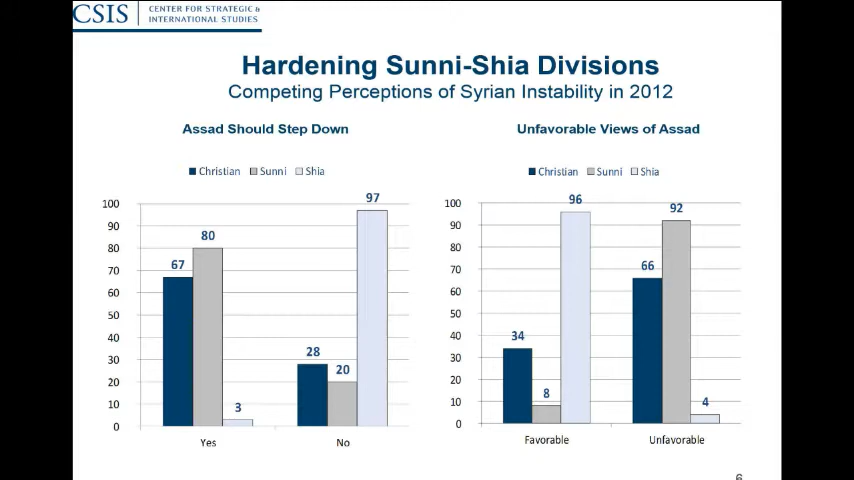 CSIS
CENTER FOR STRATEGIC &
INTERNATIONAL STUDIES
Hardening Sunni-Shia Divisions
Competing Perceptions of Syrian Instability in 2012
Assad Should Step Down
Christian Sunni Shia
100
90
80
70
60
50
40
30
20
10
0
67
80
3
28
20
97
Yes
No
Unfavorable Views of Assad
Christian Sunni Shia
100
90
80
70
60
50
40
30
20
10
0
34
8
96
66
92
4
Favorable
Unfavorable
6